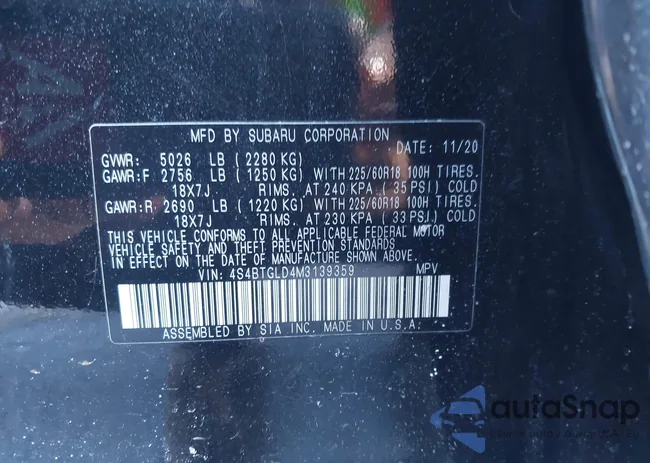 MFD BY SUBARU CORPORATION DATE: 11/20
GVWR: 5026 LB ( 2280 KG)
GAWR:F 2756 LB ( 1250 KG) WITH 225/60R18 100H TIRES.
18X7J RIMS. AT 240 KPA ( 35 PSI) COLD
GAWR:R 2690 LB ( 1220 KG) WITH 225/60R18 100H TIRES.
18X7J RIMS. AT 230 KPA ( 33 PSI) COLD
THIS VEHICLE CONFORMS TO ALL APPLICABLE FEDERAL MOTOR
VEHICLE SAFETY AND THEFT PREVENTION STANDARDS
IN EFFECT ON THE DATE OF MANUFACTURE SHOWN ABOVE.
VIN: 4S4BTGLD4M3139359 MPV
ASSEMBLED BY SIA INC. MADE IN U.S.A:
autoSnap